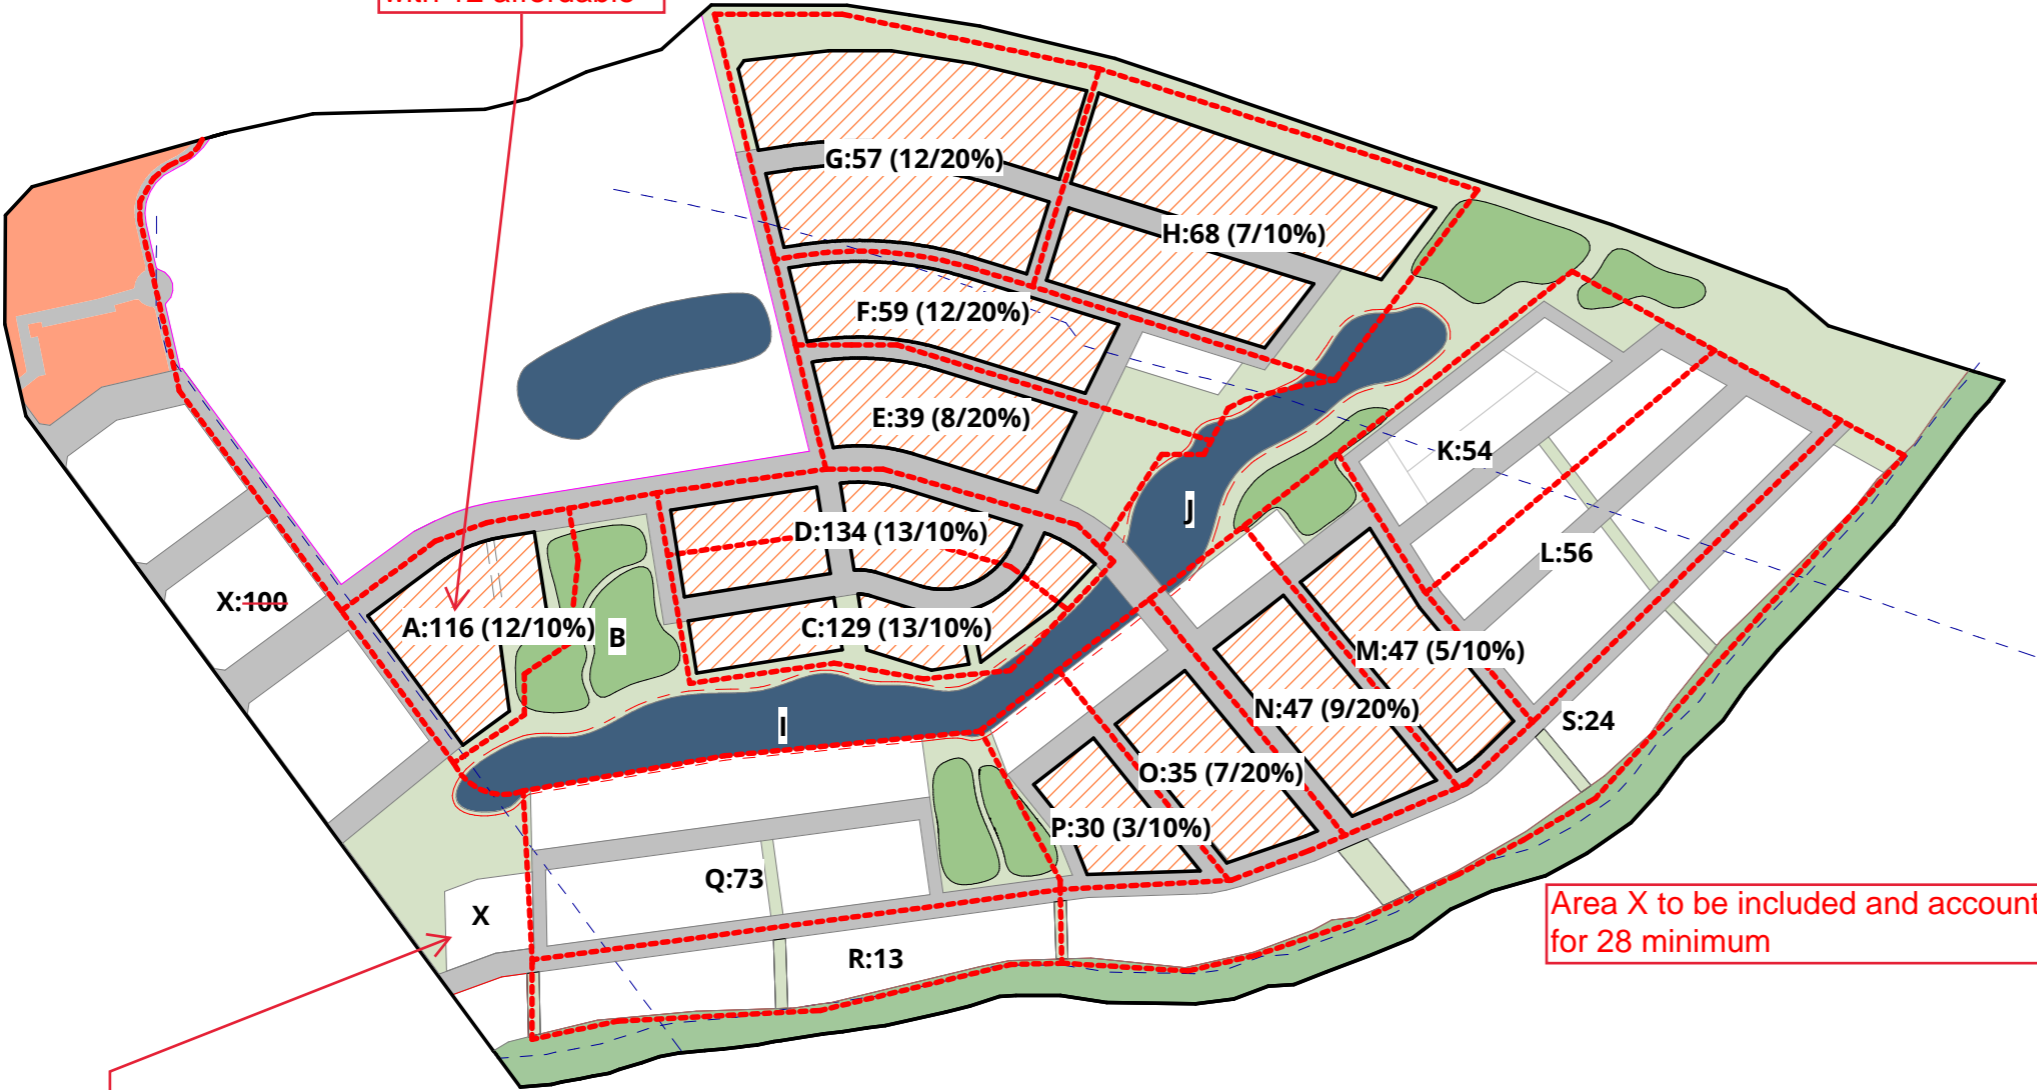 with 12 affordable
G:57 (12/20%)
H:68 (7/10%)
F:59 (12/20%)
E:39 (8/20%)
K:54
J
D:134 (13/10%)
L:56
X:100
A:116 (12/10%)
B
C:129 (13/10%)
M:47 (5/10%)
I
N:47 (9/20%)
S:24
O:35 (7/20%)
P:30 (3/10%)
Q:73
X
R:13
Area X to be included and account
for 28 minimum